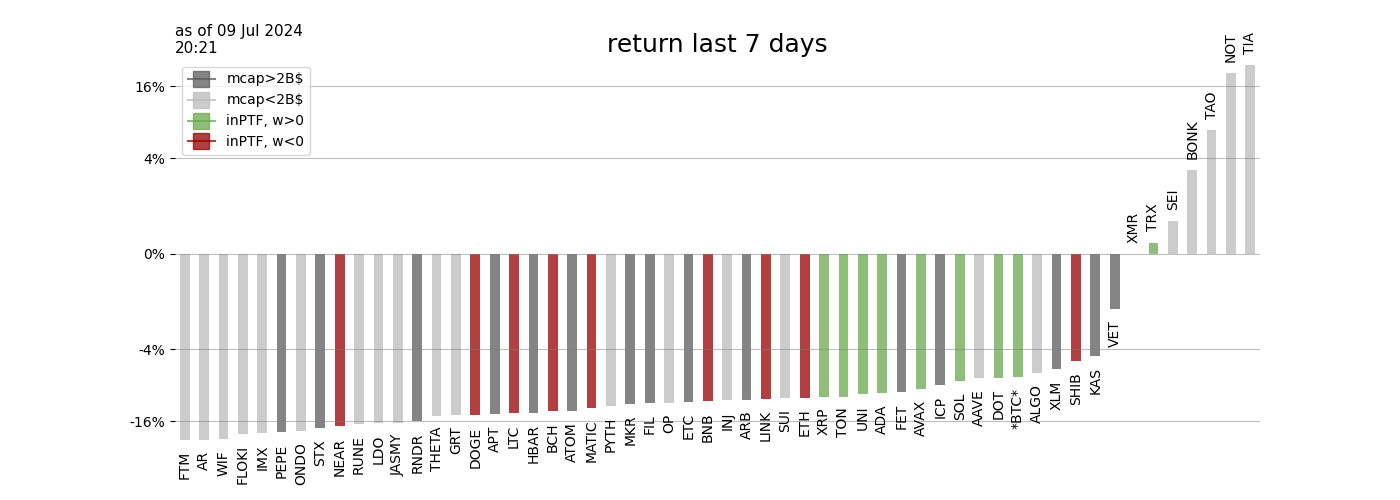 as of 09 Jul 2024
20:21
return last 7 days
mcap>2B$
mcap<2B$
inPTF, w>0
inPTF, w<0
16%
4%
0%
-4%
-16%
FTM
AR
WIF
FLOKI
IMX
PEPE
ONDO
STX
NEAR
RUNE
LDO
JASMY
RNDR
THETA
GRT
DOGE
APT
LTC
HBAR
BCH
ATOM
MATIC
PYTH
MKR
FIL
OP
ETC
BNB
INJ
ARB
LINK
SUI
ETH
XRP
TON
UNI
ADA
FET
AVAX
ICP
SOL
AAVE
DOT
*BTC*
ALGO
XLM
SHIB
KAS
VET
XMR
TRX
SEI
BONK
TAO
NOT
TIA